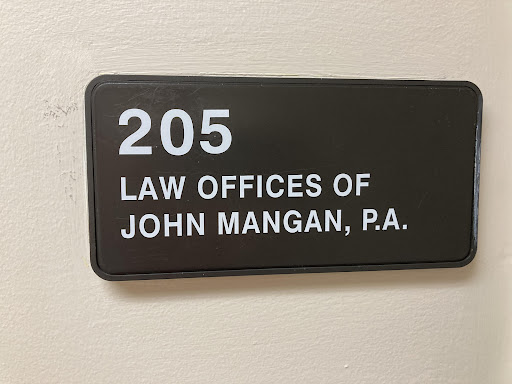 205
LAW OFFICES OF
JOHN MANGAN, P.A.